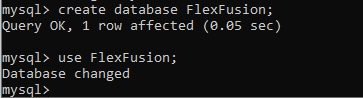 mysql> create database FlexFusion;
Query OK, 1 row affected (0.05 sec)
mysql> use FlexFusion;
Database changed
mysql>